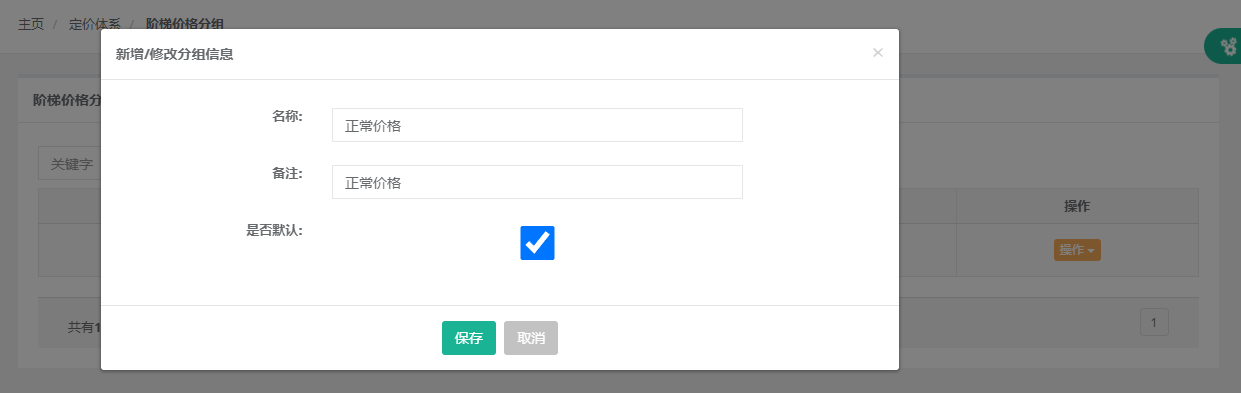 主页 / 定价体系 / 阶梯价格分组
新增/修改分组信息 ×
阶梯价格分
名称: 正常价格
关键字
备注: 正常价格
操作
是否默认:
操作
共有1
1
保存 取消